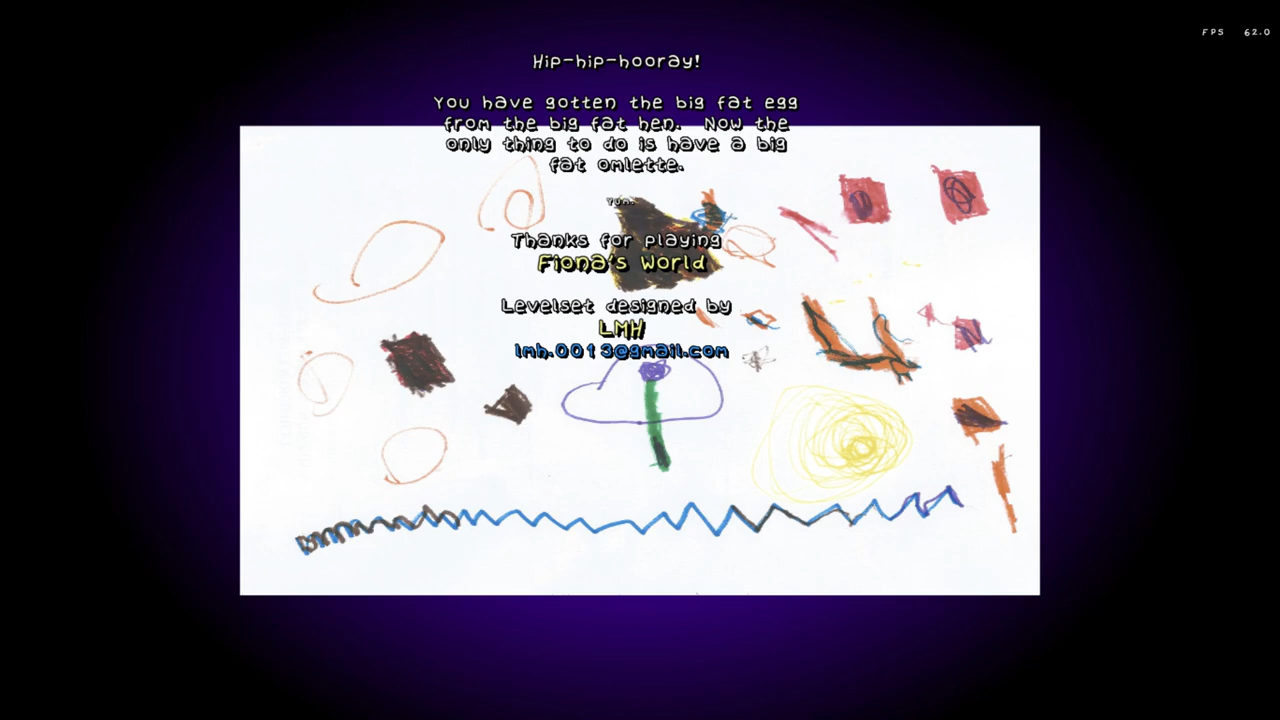 FPS 62.0
Hip-hip-hooray!
You have gotten the big fat egg
from the big fat hen. Now the
only thing to do is have a big
fat omlette.
Yum.
Thanks for playing
Fiona's World
Levelset designed by
LMH
lmh.0013@gmail.com